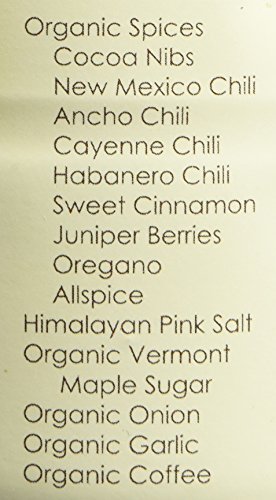 Organic Spices
Cocoa Nibs
New Mexico Chili
Ancho Chili
Cayenne Chili
Habanero Chili
Sweet Cinnamon
Juniper Berries
Oregano
Allspice
Himalayan Pink Salt
Organic Vermont
Maple Sugar
Organic Onion
Organic Garlic
Organic Coffee